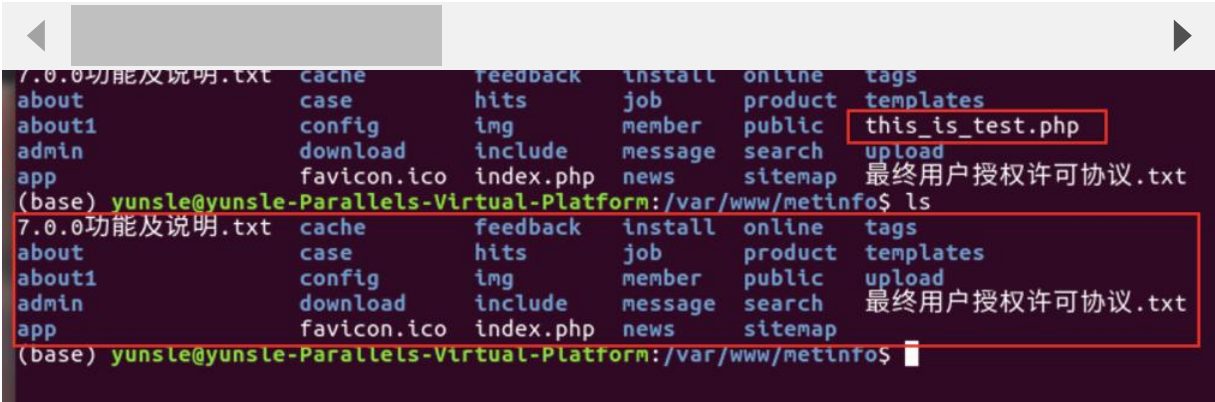 7.0.0功能及说明.txt cache feedback install online tags
about case hits job product templates
about1 config img member public this_is_test.php
admin download include message search upload
app favicon.ico index.php news sitemap 最终用户授权许可协议.txt
(base) yunsle@yunsle-Parallels-Virtual-Platform:/var/www/metinfo$ ls
7.0.0功能及说明.txt cache feedback install online tags
about case hits job product templates
about1 config img member public upload
admin download include message search 最终用户授权许可协议.txt
app favicon.ico index.php news sitemap
(base) yunsle@yunsle-Parallels-Virtual-Platform:/var/www/metinfo$